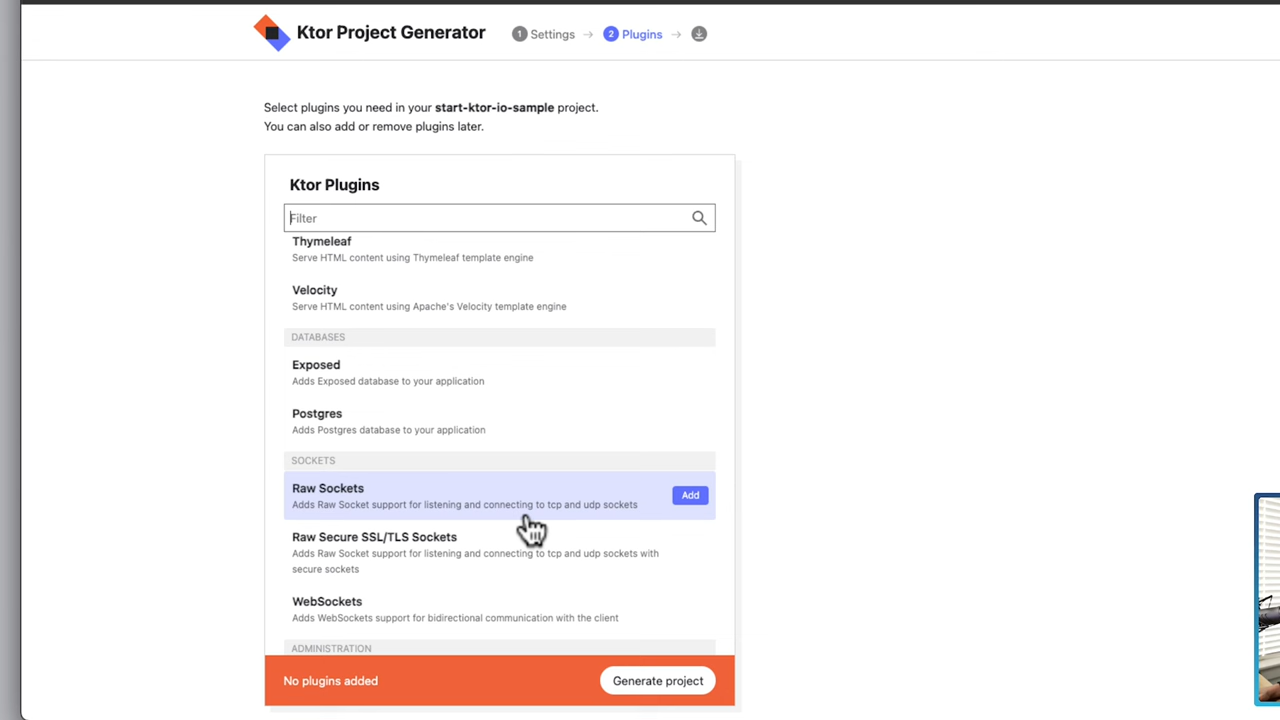 Ktor Project Generator
1 Settings → 2 Plugins →
Select plugins you need in your start-ktor-io-sample project.
You can also add or remove plugins later.
Ktor Plugins
Filter
Thymeleaf
Serve HTML content using Thymeleaf template engine
Velocity
Serve HTML content using Apache's Velocity template engine
DATABASES
Exposed
Adds Exposed database to your application
Postgres
Adds Postgres database to your application
SOCKETS
Raw Sockets
Adds Raw Socket support for listening and connecting to tcp and udp sockets
Add
Raw Secure SSL/TLS Sockets
Adds Raw Socket support for listening and connecting to tcp and udp sockets with
secure sockets
WebSockets
Adds WebSockets support for bidirectional communication with the client
ADMINISTRATION
No plugins added
Generate project